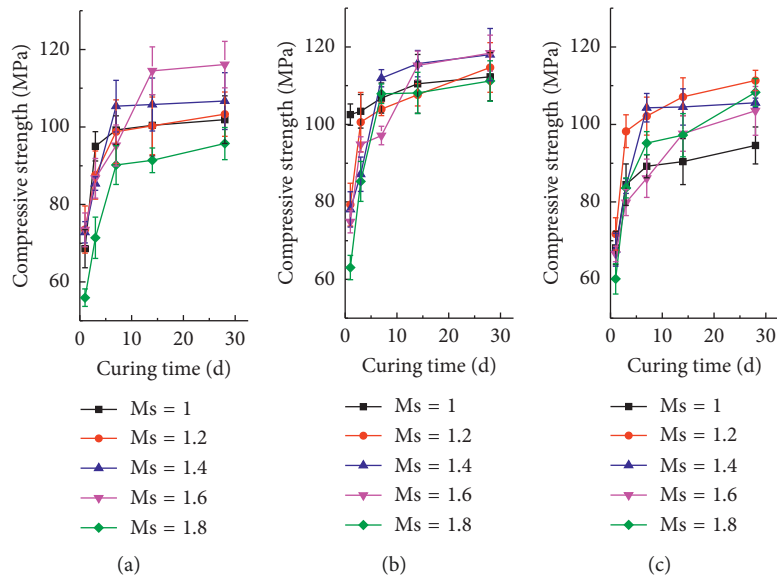 120
100
80
60
Compressive strength (MPa)
0 10 20 30
Curing time (d)
Ms = 1
Ms = 1.2
Ms = 1.4
Ms = 1.6
Ms = 1.8
(a)
120
100
80
60
Compressive strength (MPa)
0 10 20 30
Curing time (d)
Ms = 1
Ms = 1.2
Ms = 1.4
Ms = 1.6
Ms = 1.8
(b)
120
100
80
60
Compressive strength (MPa)
0 10 20 30
Curing time (d)
Ms = 1
Ms = 1.2
Ms = 1.4
Ms = 1.6
Ms = 1.8
(c)